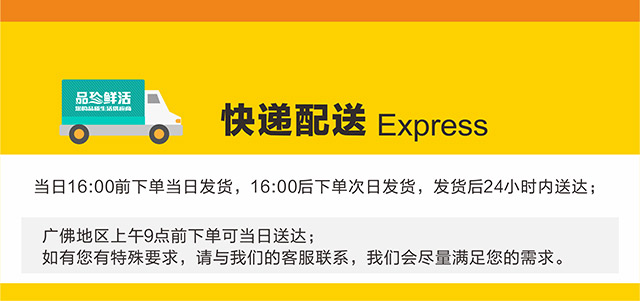 品珍鲜活
您的品质生活供应商
快递配送 Express
当日16:00前下单当日发货，16:00后下单次日发货，发货后24小时内送达；
广佛地区上午9点前下单可当日送达；
如有您有特殊要求，请与我们的客服联系，我们会尽量满足您的需求。